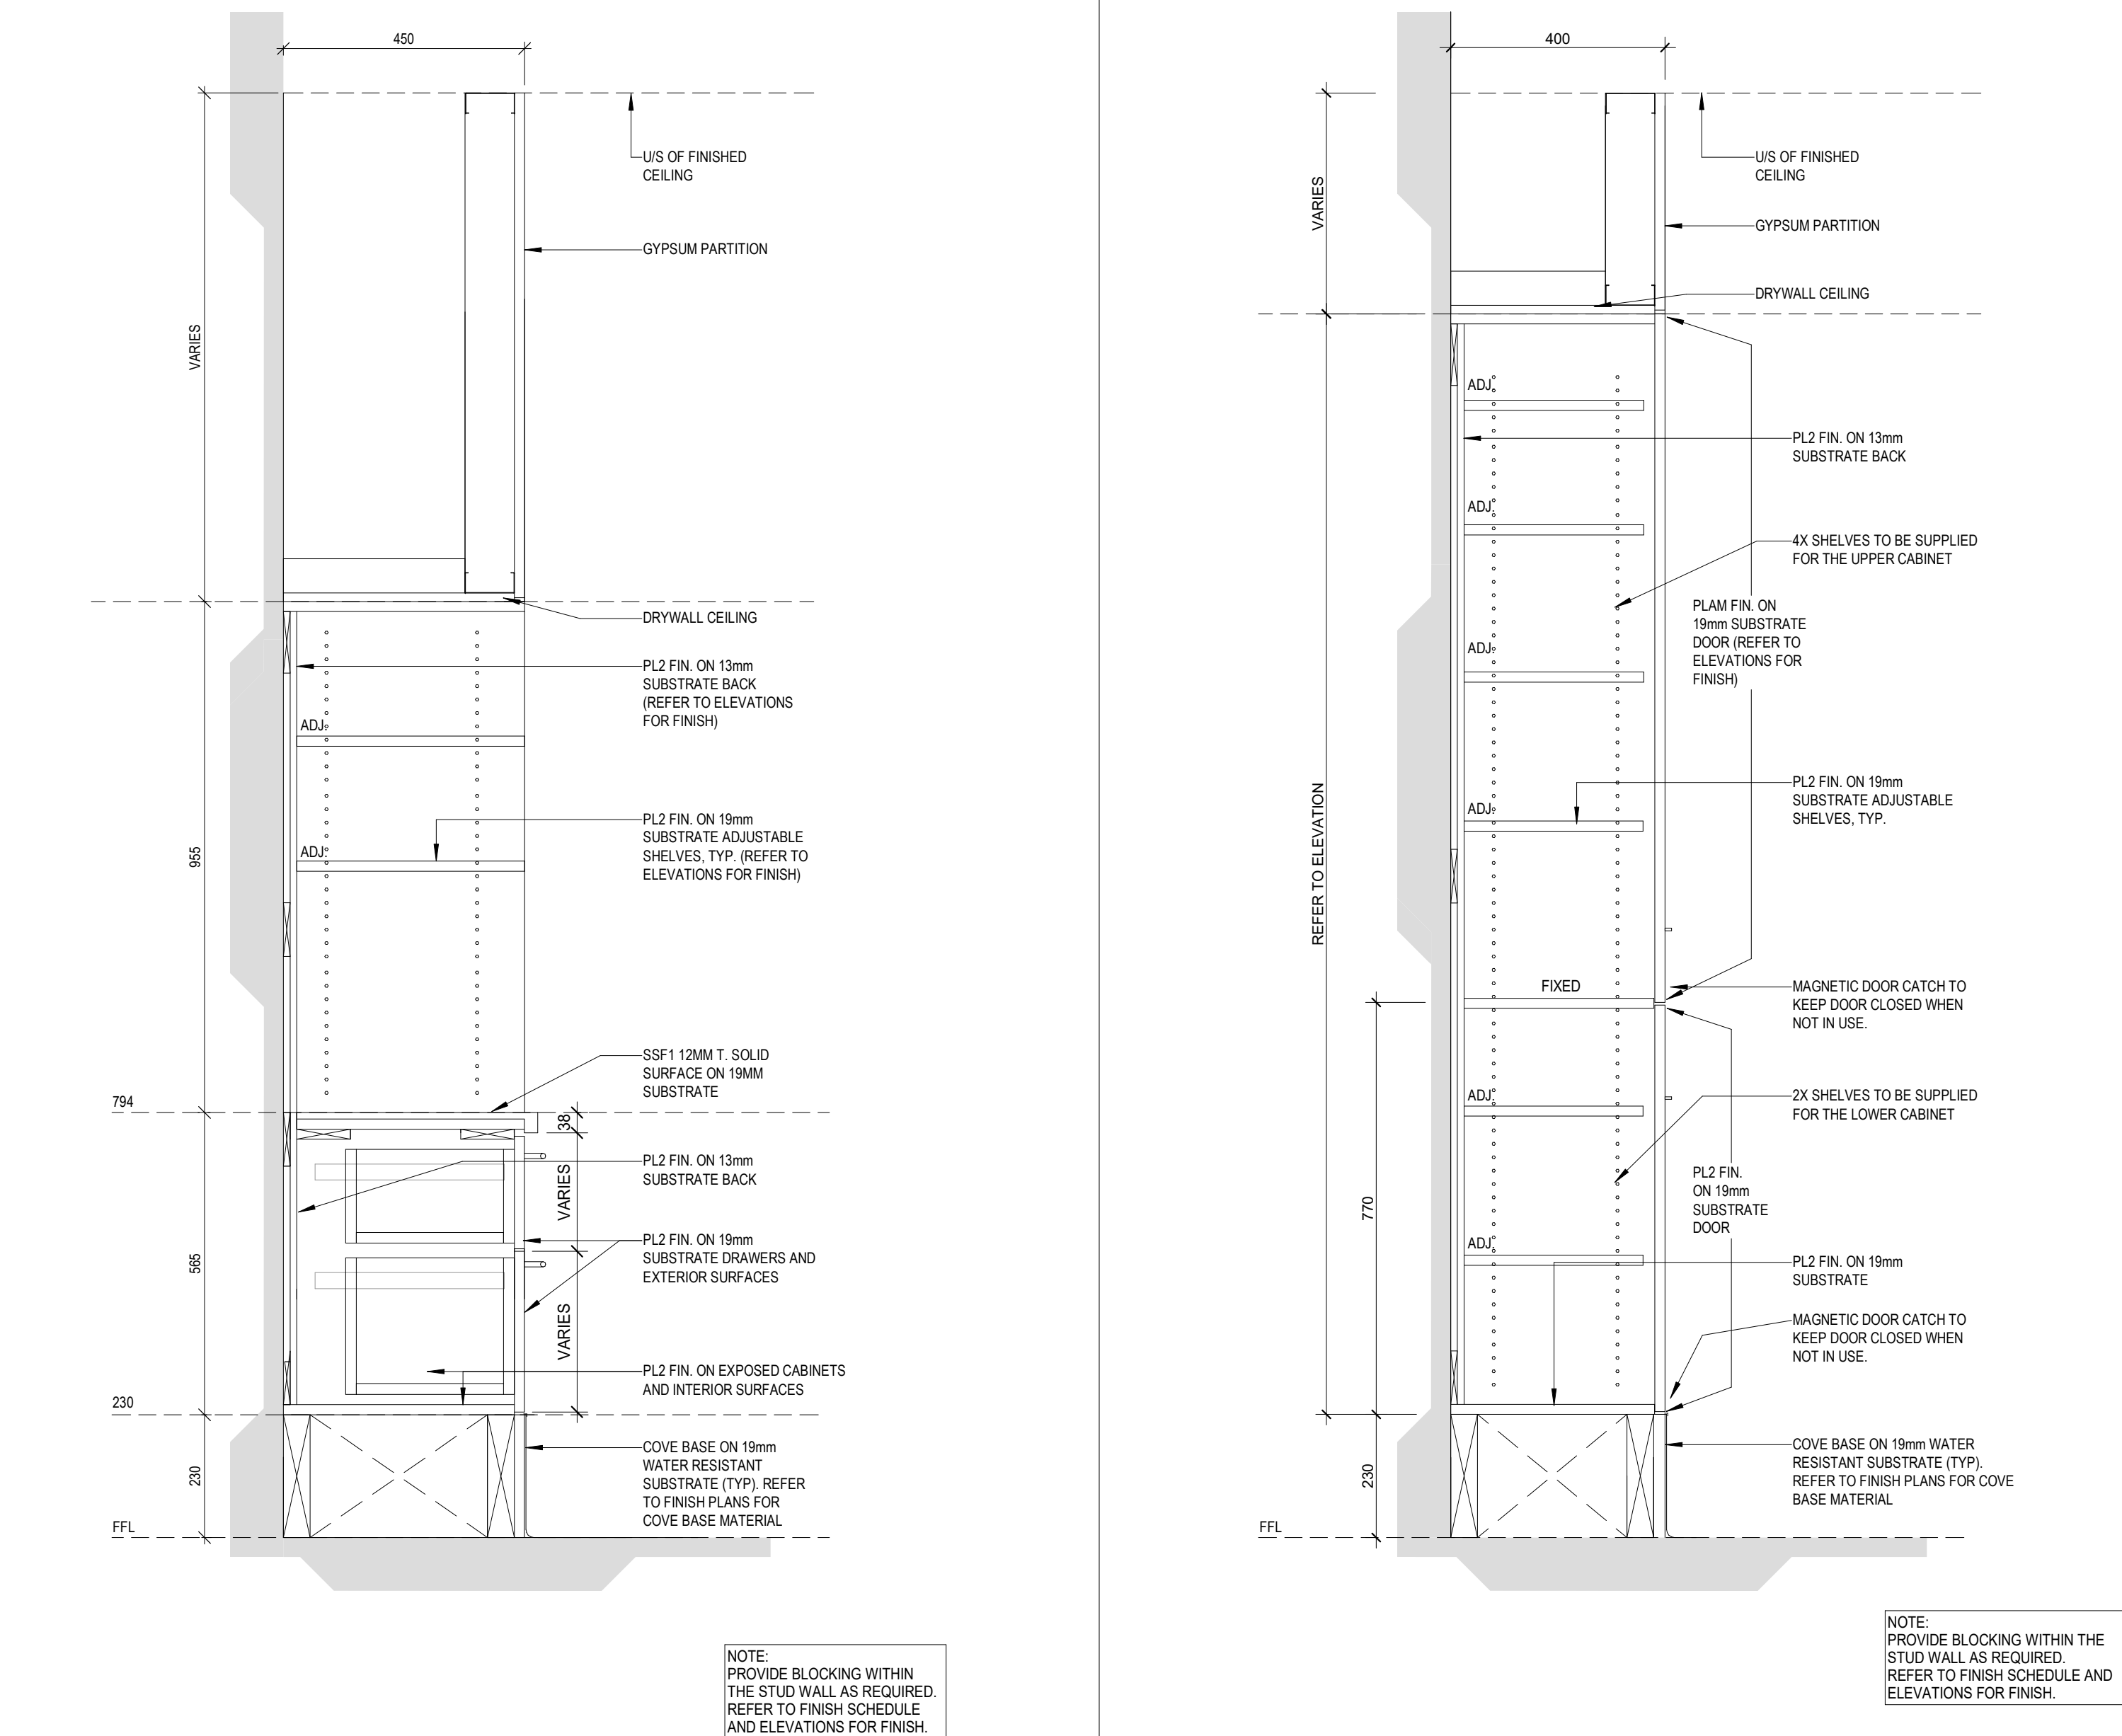 450
U/S OF FINISHED
CEILING
GYPSUM PARTITION
VARIES
DRYWALL CEILING
PL2 FIN. ON 13mm
SUBSTRATE BACK
(REFER TO ELEVATIONS
FOR FINISH)
ADJ.
PL2 FIN. ON 19mm
SUBSTRATE ADJUSTABLE
SHELVES, TYP. (REFER TO
ELEVATIONS FOR FINISH)
ADJ.
955
SSF1 12MM T. SOLID
SURFACE ON 19MM
SUBSTRATE
794
38
PL2 FIN. ON 13mm
SUBSTRATE BACK
VARIES
PL2 FIN. ON 19mm
SUBSTRATE DRAWERS AND
EXTERIOR SURFACES
565
VARIES
PL2 FIN. ON EXPOSED CABINETS
AND INTERIOR SURFACES
230
COVE BASE ON 19mm
WATER RESISTANT
SUBSTRATE (TYP). REFER
TO FINISH PLANS FOR
COVE BASE MATERIAL
230
FFL
NOTE:
PROVIDE BLOCKING WITHIN
THE STUD WALL AS REQUIRED.
REFER TO FINISH SCHEDULE
AND ELEVATIONS FOR FINISH.
400
U/S OF FINISHED
CEILING
VARIES
GYPSUM PARTITION
DRYWALL CEILING
ADJ.
PL2 FIN. ON 13mm
SUBSTRATE BACK
ADJ.
4X SHELVES TO BE SUPPLIED
FOR THE UPPER CABINET
PLAM FIN. ON
19mm SUBSTRATE
DOOR (REFER TO
ELEVATIONS FOR
FINISH)
ADJ.
PL2 FIN. ON 19mm
SUBSTRATE ADJUSTABLE
SHELVES, TYP.
ADJ.
REFER TO ELEVATION
FIXED
MAGNETIC DOOR CATCH TO
KEEP DOOR CLOSED WHEN
NOT IN USE.
ADJ.
2X SHELVES TO BE SUPPLIED
FOR THE LOWER CABINET
PL2 FIN.
ON 19mm
SUBSTRATE
DOOR
770
ADJ.
PL2 FIN. ON 19mm
SUBSTRATE
MAGNETIC DOOR CATCH TO
KEEP DOOR CLOSED WHEN
NOT IN USE.
COVE BASE ON 19mm WATER
RESISTANT SUBSTRATE (TYP).
REFER TO FINISH PLANS FOR COVE
BASE MATERIAL
230
FFL
NOTE:
PROVIDE BLOCKING WITHIN THE
STUD WALL AS REQUIRED.
REFER TO FINISH SCHEDULE AND
ELEVATIONS FOR FINISH.